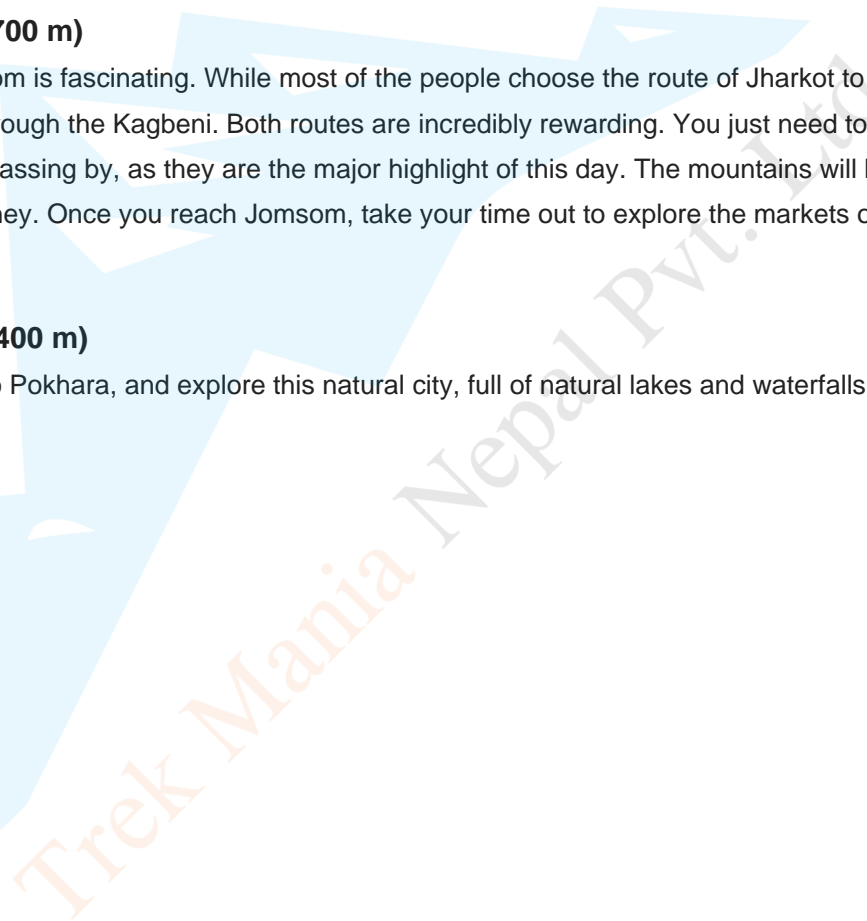 700 m)
om is fascinating. While most of the people choose the route of Jharkot to
rough the Kagbeni. Both routes are incredibly rewarding. You just need to
assing by, as they are the major highlight of this day. The mountains will
ney. Once you reach Jomsom, take your time out to explore the markets
400 m)
Pokhara, and explore this natural city, full of natural lakes and waterfalls
Trek Mania Nepal Pvt. Ltd